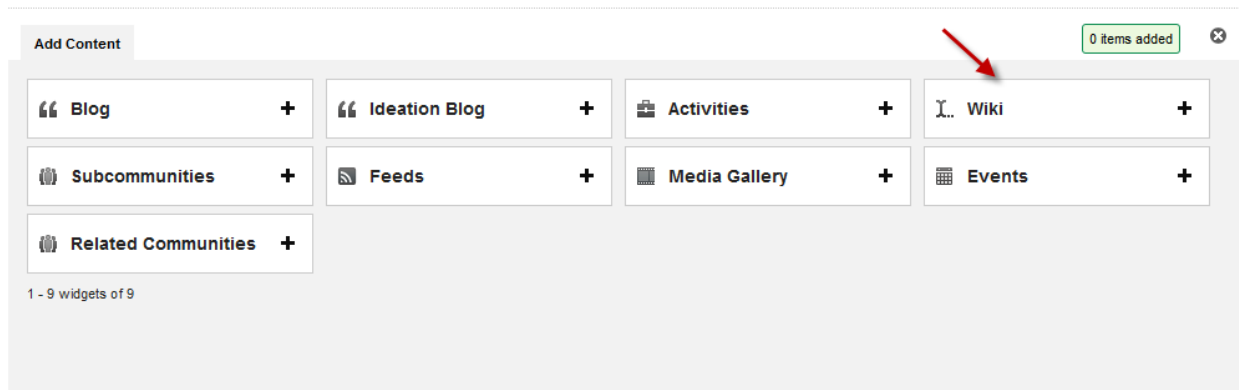 Add Content
0 items added
Blog
Ideation Blog
Activities
Wiki
Subcommunities
Feeds
Media Gallery
Events
Related Communities
1 - 9 widgets of 9